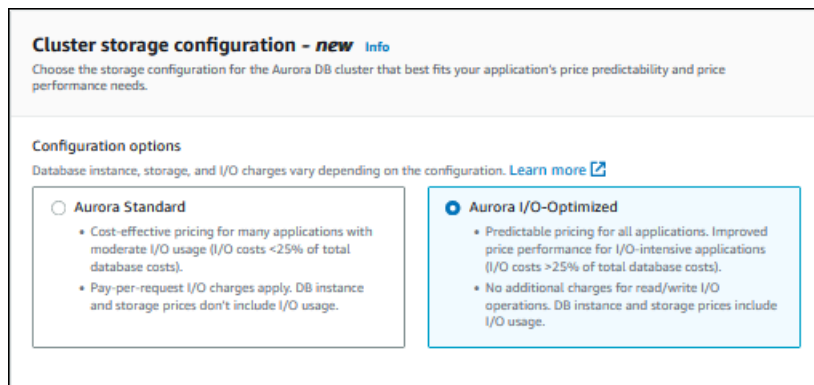 Cluster storage configuration - new Info
Choose the storage configuration for the Aurora DB cluster that best fits your application's price predictability and price
performance needs.
Configuration options
Database instance, storage, and I/O charges vary depending on the configuration. Learn more
Aurora Standard
• Cost-effective pricing for many applications with
moderate I/O usage (I/O costs <25% of total
database costs).
• Pay-per-request I/O charges apply. DB instance
and storage prices don't include I/O usage.
Aurora I/O-Optimized
• Predictable pricing for all applications. Improved
price performance for I/O-intensive applications
(I/O costs >25% of total database costs).
• No additional charges for read/write I/O
operations. DB instance and storage prices include
I/O usage.